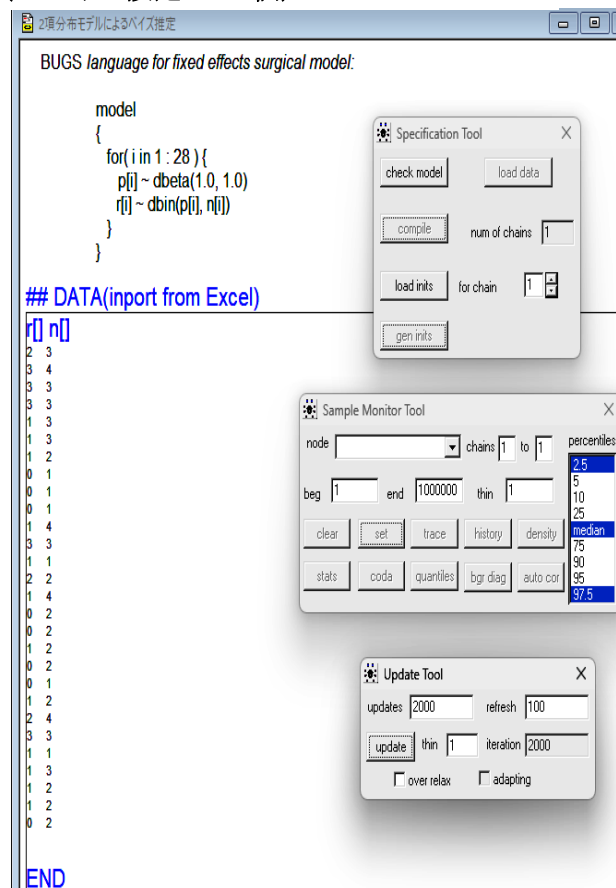 2項分布モデルによるベイズ推定
BUGS language for fixed effects surgical model:
model
{
for( i in 1 : 28 ) {
p[i] ~ dbeta(1.0, 1.0)
r[i] ~ dbin(p[i], n[i])
}
}
## DATA(inport from Excel)
r[] n[]
2 3
3 4
3 3
3 3
1 3
1 3
1 2
0 1
0 1
0 1
1 4
3 3
1 1
2 2
1 4
0 2
0 2
1 2
0 2
0 1
1 2
2 4
3 3
1 1
1 3
1 2
1 2
0 2
END
Specification Tool
check model load data
compile num of chains 1
load inits for chain 1
gen inits
Sample Monitor Tool
node chains 1 to 1 percentiles
beg 1 end 1000000 thin 1
clear set trace history density
stats coda quantiles bgr diag auto cor
2.5
5
10
25
median
75
90
95
97.5
Update Tool
updates 2000 refresh 100
update thin 1 iteration 2000
over relax adapting